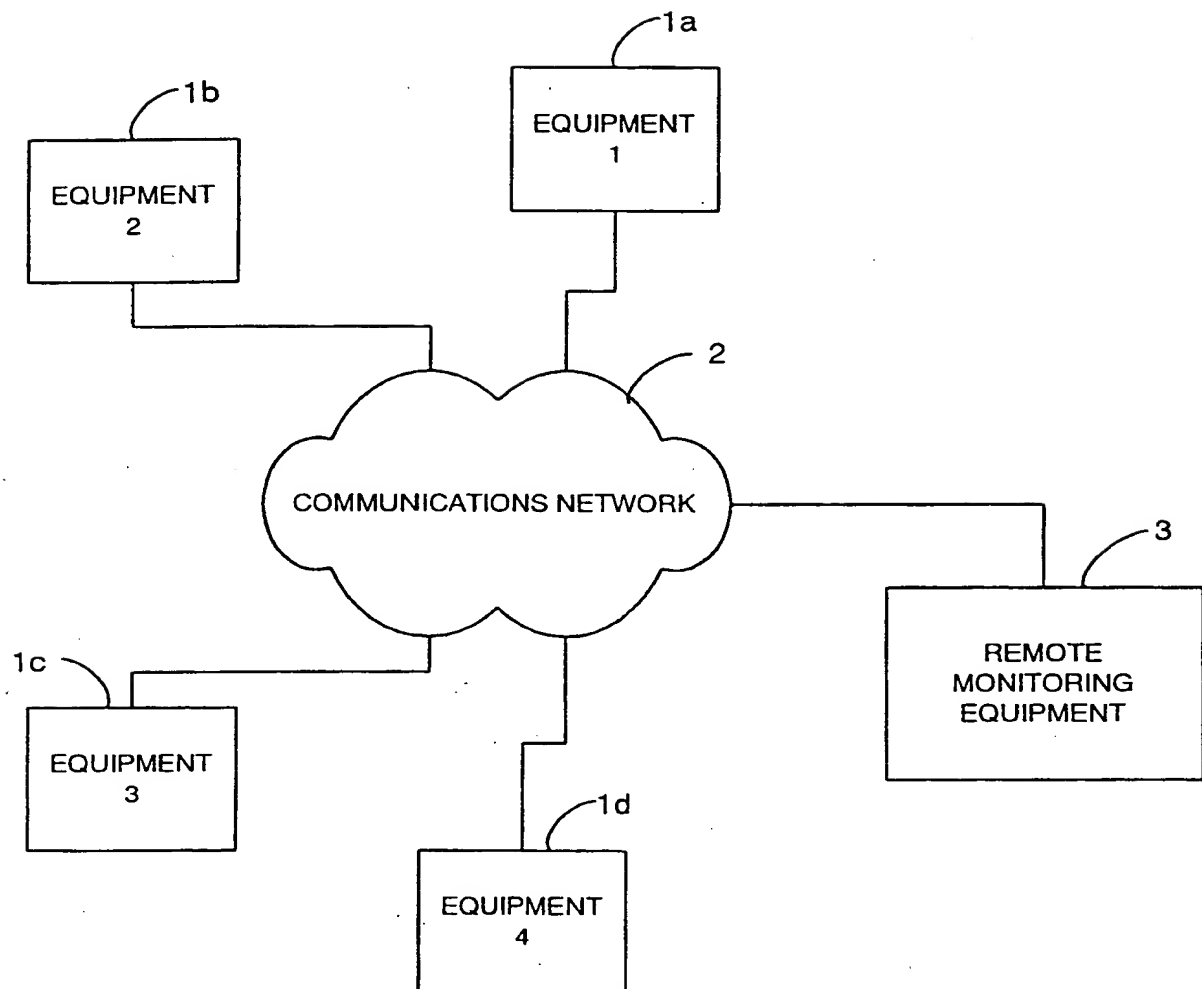 1a
EQUIPMENT
1
1b
EQUIPMENT
2
2
COMMUNICATIONS NETWORK
3
REMOTE
MONITORING
EQUIPMENT
1c
EQUIPMENT
3
1d
EQUIPMENT
4